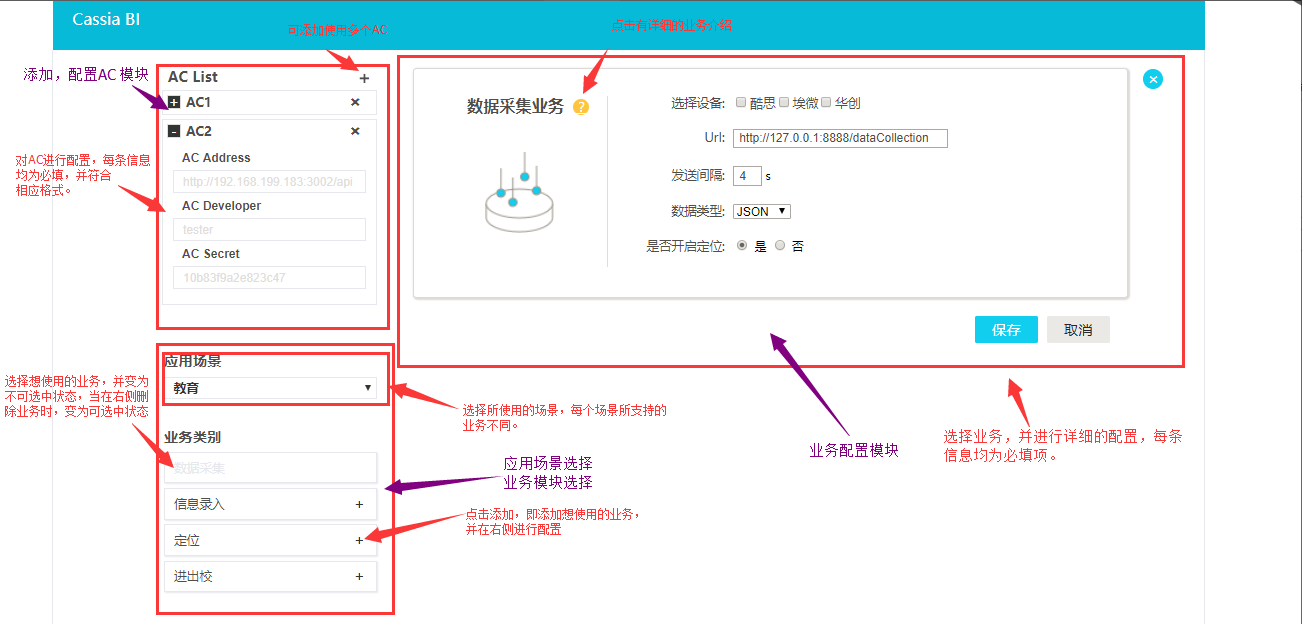 Cassia BI
可添加使用多个AC
点击有详细的业务介绍
添加，配置AC 模块
AC List
+
+ AC1 ×
- AC2 ×
AC Address
http://192.168.199.183:3002/api
AC Developer
tester
AC Secret
10b83f9a2e823c47
对AC进行配置，每条信息
均为必填，并符合
相应格式。
数据采集业务 ?
选择设备: 酷思 埃微 华创
Url: http://127.0.0.1:8888/dataCollection
发送间隔: 4 s
数据类型: JSON
是否开启定位: 是 否
保存 取消
应用场景
教育
选择想使用的业务，并变为
不可选中状态，当在右侧删
除业务时，变为可选中状态
选择所使用的场景，每个场景所支持的
业务不同。
业务类别
数据采集
信息录入 +
定位 +
进出校 +
应用场景选择
业务模块选择
点击添加，即添加想使用的业务，
并在右侧进行配置
业务配置模块
选择业务，并进行详细的配置，每条
信息均为必填项。